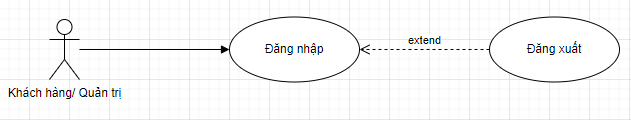 extend
Đăng nhập
Đăng xuất
Khách hàng/ Quản trị